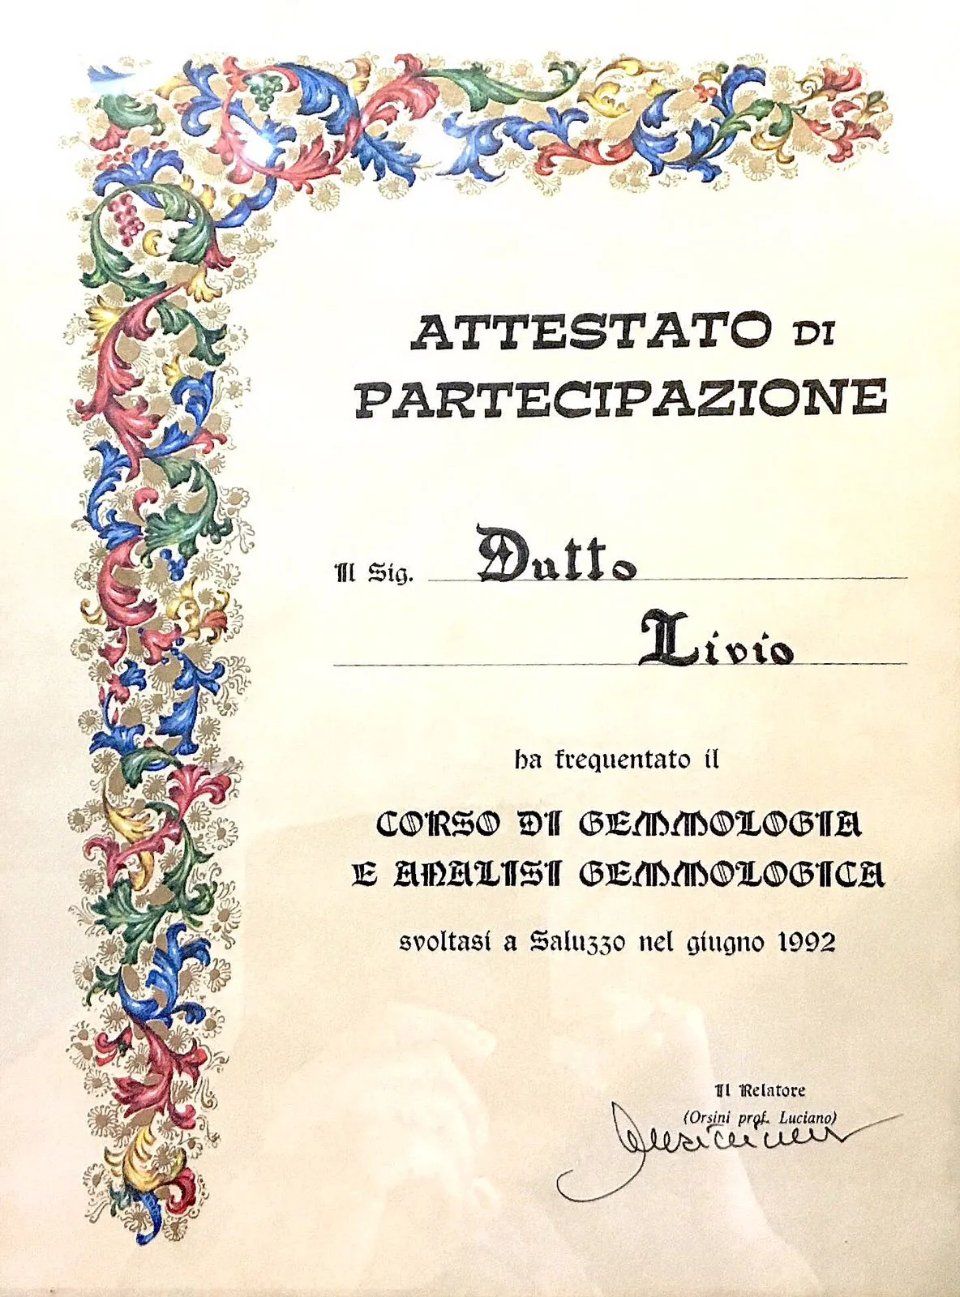 ATTESTATO DI
PARTECIPAZIONE
Il Sig. Dutto
Livio
ha frequentato il
CORSO DI GEMMOLOGIA
E ANALISI GEMMOLOGICA
svoltasi a Saluzzo nel giugno 1992
Il Relatore
(Orsini prof. Luciano)